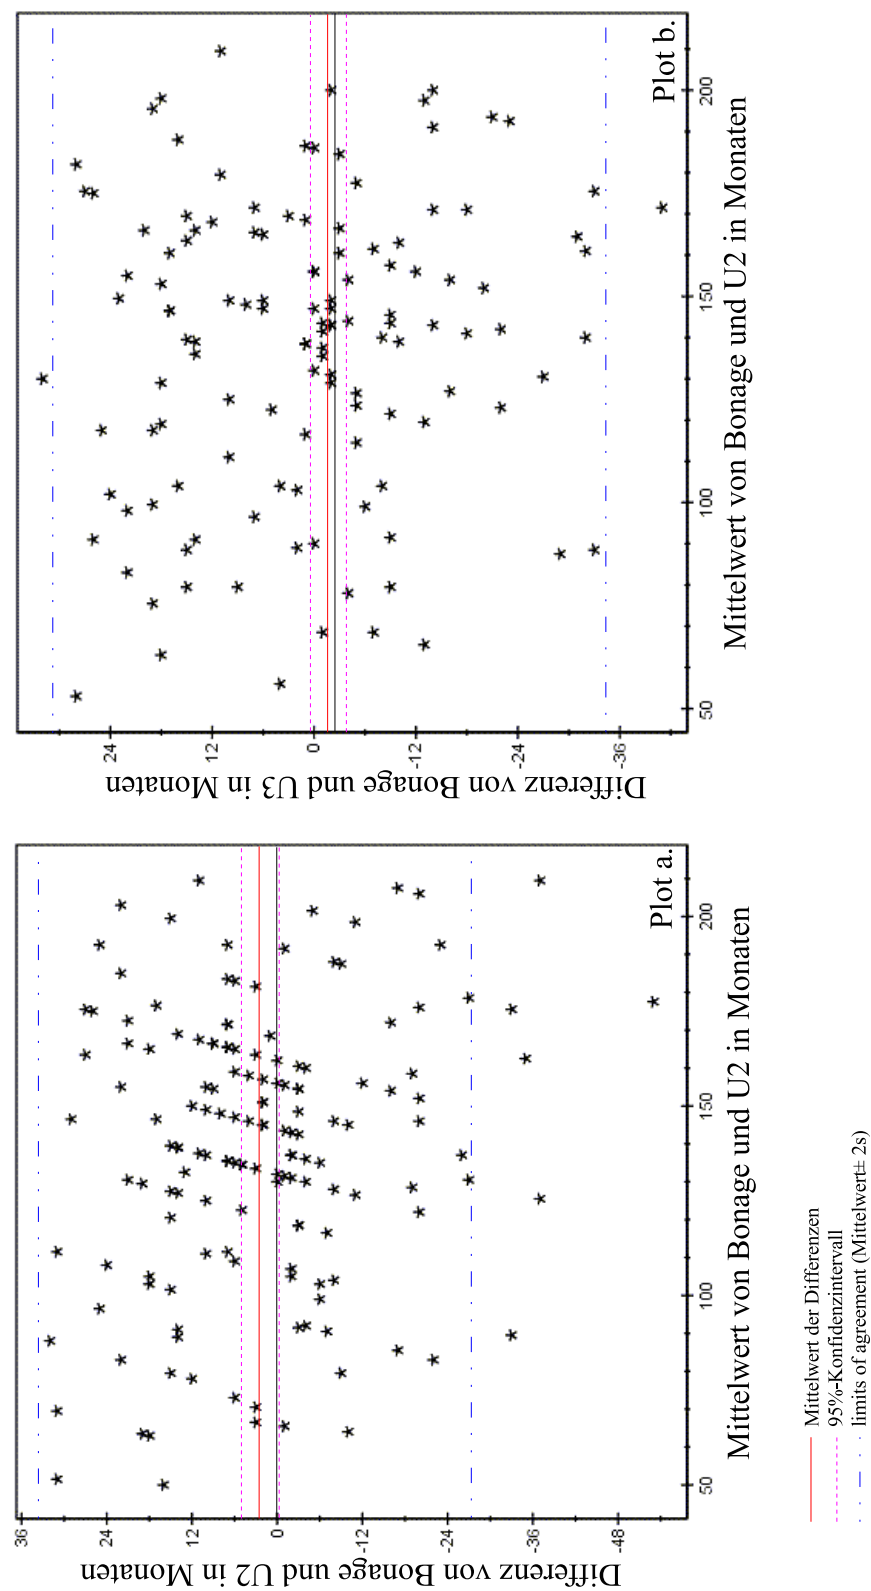 Plot a.
36
24
12
0
-12
-24
-36
-48
Differenz von Bonage und U2 in Monaten
50
100
150
200
Mittelwert von Bonage und U2 in Monaten
Plot b.
24
12
0
-12
-24
-36
Differenz von Bonage und U3 in Monaten
50
100
150
200
Mittelwert von Bonage und U2 in Monaten
Mittelwert der Differenzen
95%-Konfidenzintervall
limits of agreement (Mittelwert± 2s)